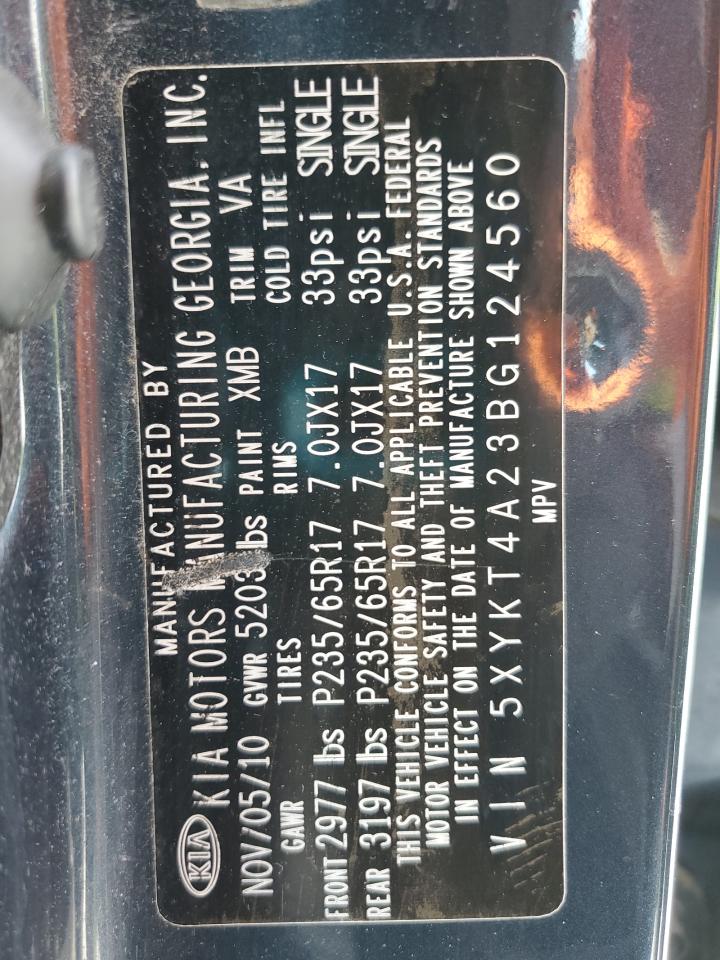 MANUFACTURED BY
KIA KIA MOTORS MANUFACTURING GEORGIA, INC.
NOV/05/10 GVWR 5203 lbs PAINT XMB TRIM VA
GAWR TIRES RIMS COLD TIRE INFL
FRONT 2977 lbs P235/65R17 7.0JX17 33psi SINGLE
REAR 3197 lbs P235/65R17 7.0JX17 33psi SINGLE
THIS VEHICLE CONFORMS TO ALL APPLICABLE U.S.A. FEDERAL
MOTOR VEHICLE SAFETY AND THEFT PREVENTION STANDARDS
IN EFFECT ON THE DATE OF MANUFACTURE SHOWN ABOVE
VIN 5XYKT4A23BG124560
MPV